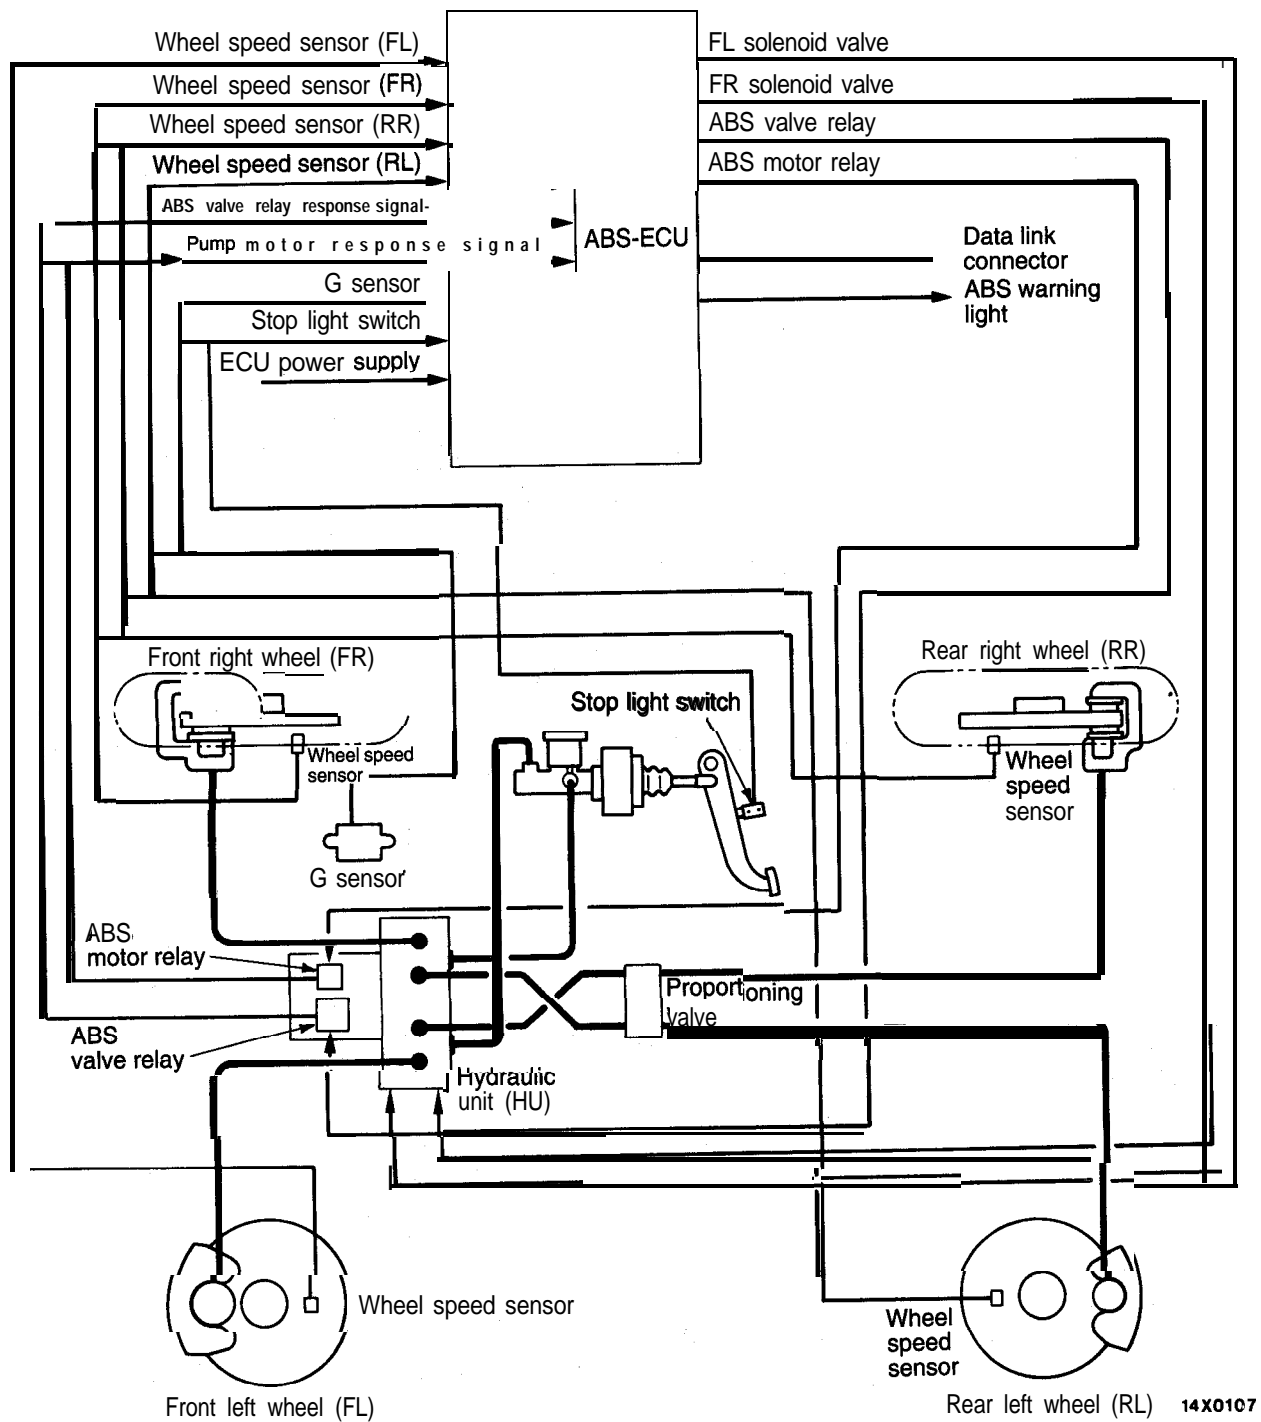 Wheel speed sensor (FL)
FL solenoid valve
Wheel speed sensor (FR)
FR solenoid valve
Wheel speed sensor (RR)
ABS valve relay
Wheel speed sensor (RL)
ABS motor relay
ABS valve relay response signal-
Pump motor response signal
ABS-ECU
Data link
connector
G sensor
ABS warning
light
Stop light switch
ECU power supply
Front right wheel (FR)
Rear right wheel (RR)
Stop light switch
Wheel speed
sensor
Wheel
speed
sensor
G sensor
ABS
motor relay
Proportioning
valve
ABS
valve relay
Hydraulic
unit (HU)
Wheel speed sensor
Wheel
speed
sensor
Front left wheel (FL)
Rear left wheel (RL)
14X0107